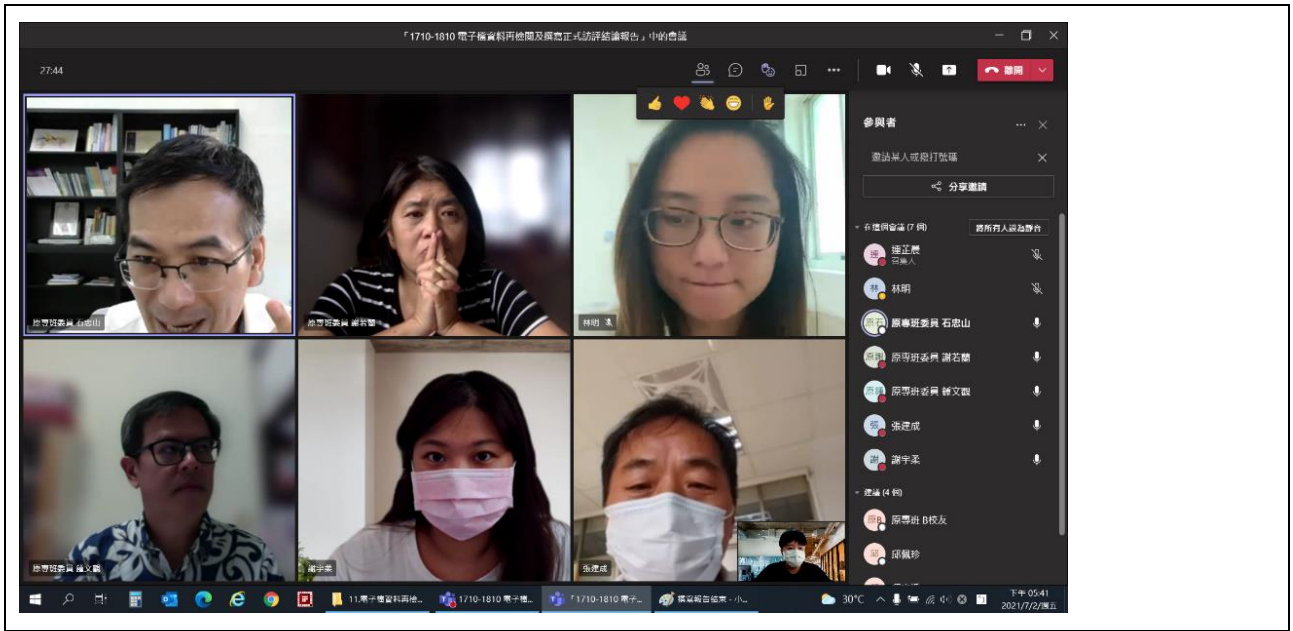 「1710-1810 電子檔資料再檢閱及撰寫正式訪評結論報告」中的會議
27:44
離開
原專班委員 石忠山
原專班委員 謝若蘭
林明
原專班委員 鍾文觀
謝宇柔
張建成
參與者
邀請某人或撥打號碼
分享邀請
在這個會議 (7 個)
將所有人設為靜音
連芷晨
召集人
林明
原專班委員 石忠山
原專班委員 謝若蘭
原專班委員 鍾文觀
張建成
謝宇柔
建議 (4 個)
原B
原專班 B校友
邱佩珍
11.電子檔資料再檢...
1710-1810 電子檔...
「1710-1810 電子...
撰寫報告結束 - 小...
30°C
下午 05:41
2021/7/2/週五